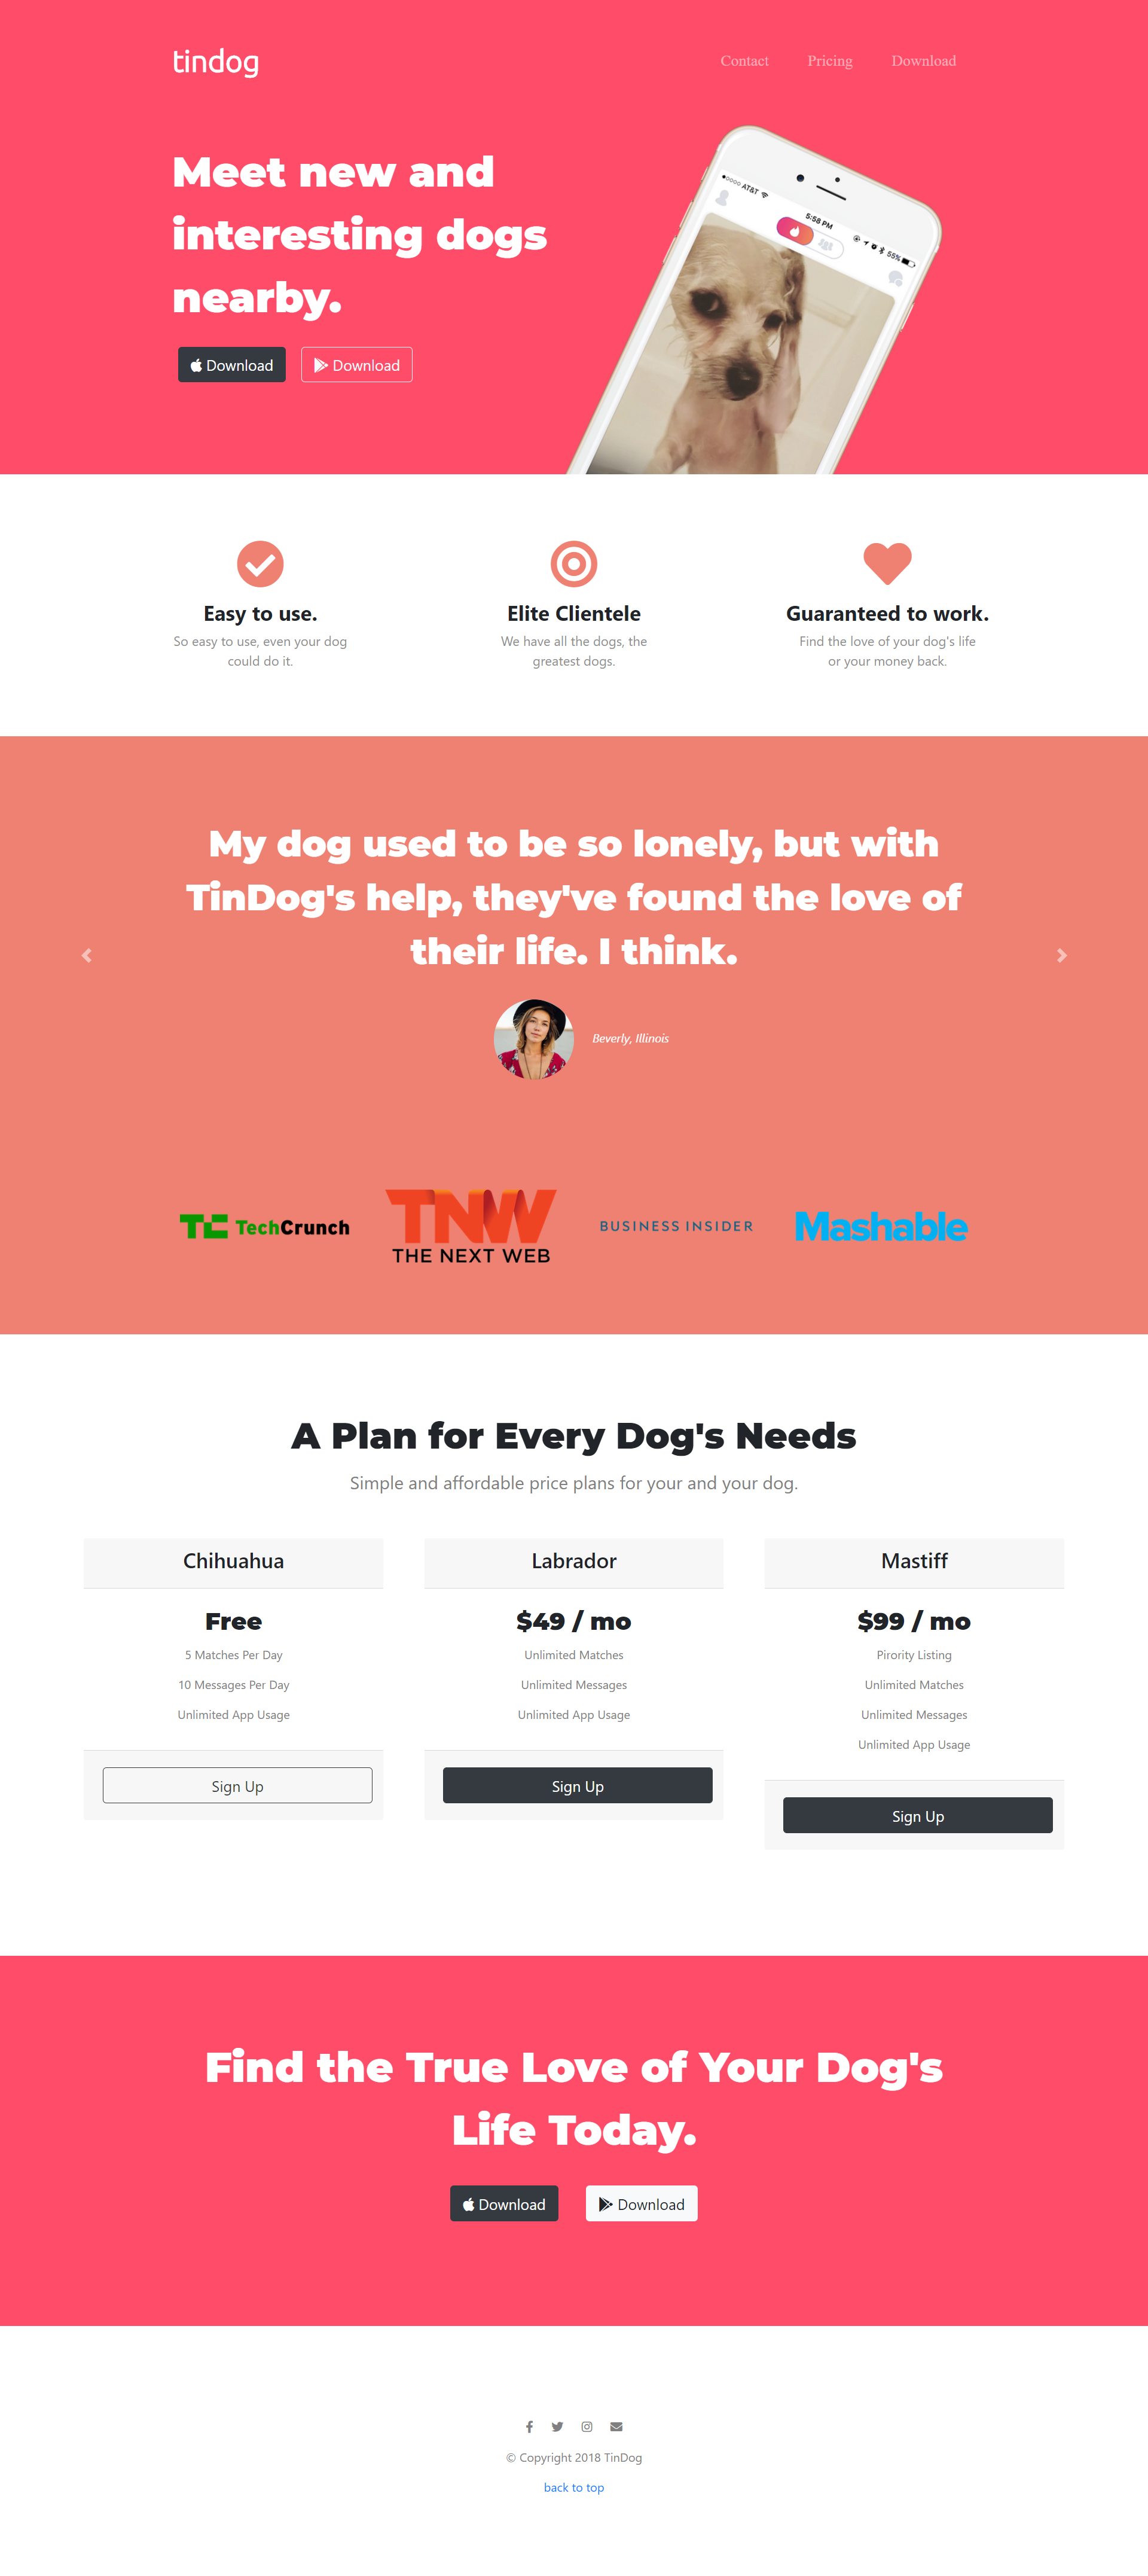 tindog
Contact Pricing Download
Meet new and
interesting dogs
nearby.
AT&T 5:58 PM 55%
Download Download
Easy to use.
So easy to use, even your dog
could do it.
Elite Clientele
We have all the dogs, the
greatest dogs.
Guaranteed to work.
Find the love of your dog's life
or your money back.
My dog used to be so lonely, but with
TinDog's help, they've found the love of
their life. I think.
Beverly, Illinois
TC TechCrunch
TNW
THE NEXT WEB
BUSINESS INSIDER
Mashable
A Plan for Every Dog's Needs
Simple and affordable price plans for your and your dog.
Chihuahua
Free
5 Matches Per Day
10 Messages Per Day
Unlimited App Usage
Sign Up
Labrador
$49 / mo
Unlimited Matches
Unlimited Messages
Unlimited App Usage
Sign Up
Mastiff
$99 / mo
Pirority Listing
Unlimited Matches
Unlimited Messages
Unlimited App Usage
Sign Up
Find the True Love of Your Dog's
Life Today.
Download Download
© Copyright 2018 TinDog
back to top